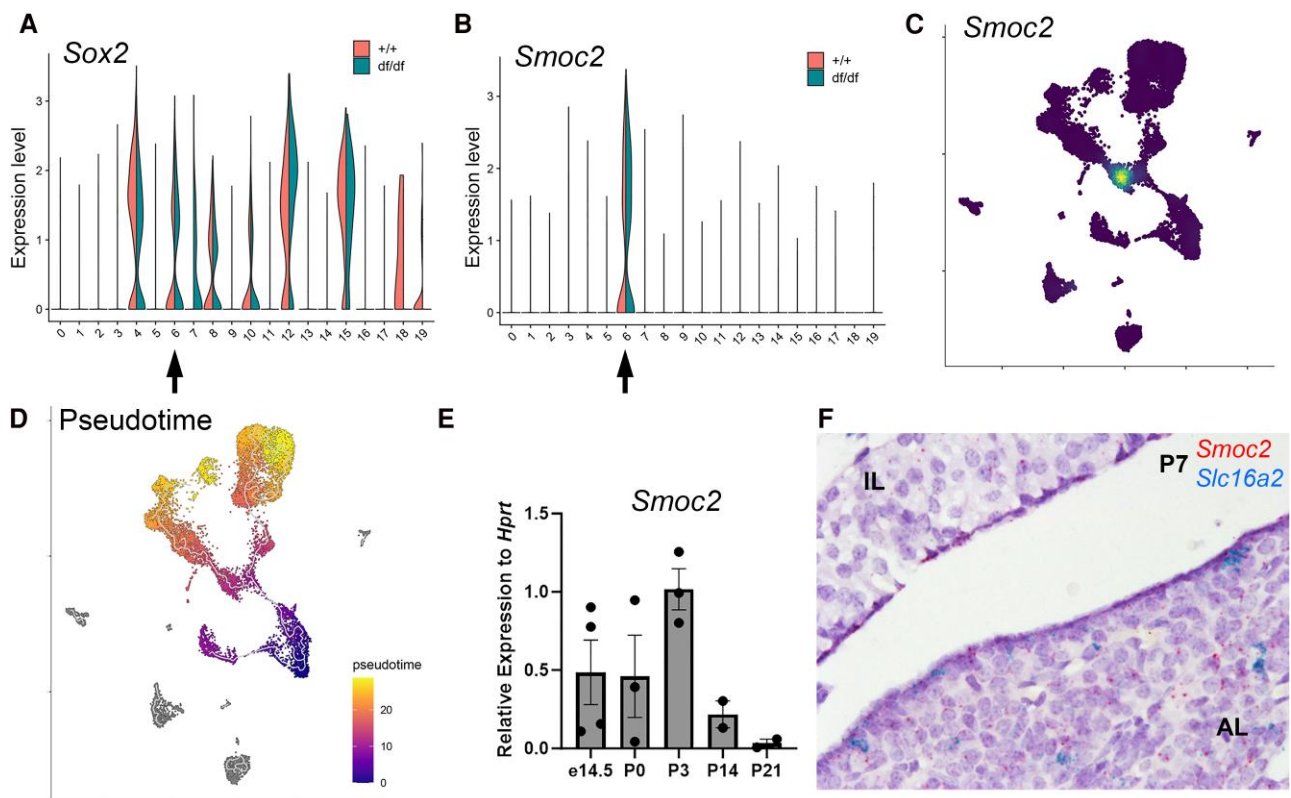 A
Sox2
+/+
df/df
Expression level
3
2
1
0
0 1 2 3 4 5 6 7 8 9 10 11 12 13 14 15 16 17 18 19
B
Smoc2
+/+
df/df
Expression level
3
2
1
0
0 1 2 3 4 5 6 7 8 9 10 11 12 13 14 15 16 17 18 19
C
Smoc2
D
Pseudotime
pseudotime
20
10
0
E
Smoc2
Relative Expression to Hprt
1.5
1.0
0.5
0.0
e14.5 P0 P3 P14 P21
F
IL
P7
Smoc2
Slc16a2
AL